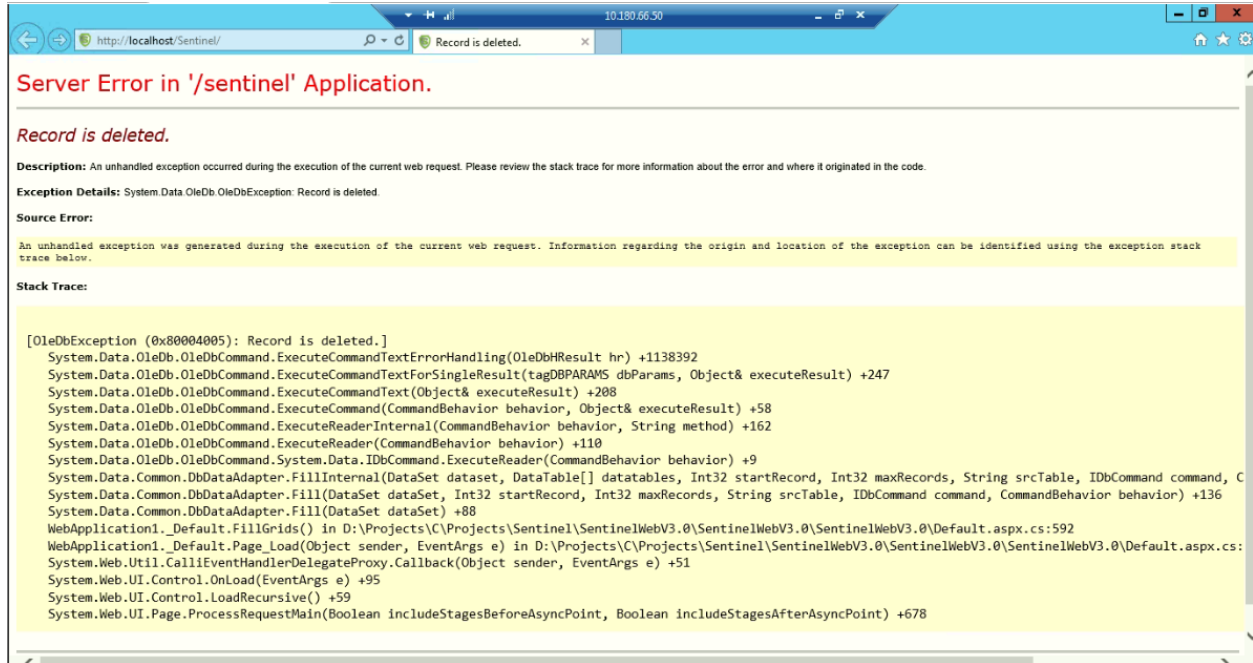 10.180.66.50
http://localhost/Sentinel/
Record is deleted.
Server Error in '/sentinel' Application.
Record is deleted.
Description: An unhandled exception occurred during the execution of the current web request. Please review the stack trace for more information about the error and where it originated in the code.
Exception Details: System.Data.OleDb.OleDbException: Record is deleted.
Source Error:
An unhandled exception was generated during the execution of the current web request. Information regarding the origin and location of the exception can be identified using the exception stack
trace below.
Stack Trace:
[OleDbException (0x80004005): Record is deleted.]
System.Data.OleDb.OleDbCommand.ExecuteCommandTextErrorHandling(OleDbHResult hr) +1138392
System.Data.OleDb.OleDbCommand.ExecuteCommandTextForSingleResult(tagDBPARAMS dbParams, Object& executeResult) +247
System.Data.OleDb.OleDbCommand.ExecuteCommandText(Object& executeResult) +208
System.Data.OleDb.OleDbCommand.ExecuteCommand(CommandBehavior behavior, Object& executeResult) +58
System.Data.OleDb.OleDbCommand.ExecuteReaderInternal(CommandBehavior behavior, String method) +162
System.Data.OleDb.OleDbCommand.ExecuteReader(CommandBehavior behavior) +110
System.Data.OleDb.OleDbCommand.System.Data.IDbCommand.ExecuteReader(CommandBehavior behavior) +9
System.Data.Common.DbDataAdapter.FillInternal(DataSet dataset, DataTable[] datatables, Int32 startRecord, Int32 maxRecords, String srcTable, IDbCommand command, C
System.Data.Common.DbDataAdapter.Fill(DataSet dataSet, Int32 startRecord, Int32 maxRecords, String srcTable, IDbCommand command, CommandBehavior behavior) +136
System.Data.Common.DbDataAdapter.Fill(DataSet dataSet) +88
WebApplication1._Default.FillGrids() in D:\Projects\C\Projects\Sentinel\SentinelWebV3.0\SentinelWebV3.0\SentinelWebV3.0\Default.aspx.cs:592
WebApplication1._Default.Page_Load(Object sender, EventArgs e) in D:\Projects\C\Projects\Sentinel\SentinelWebV3.0\SentinelWebV3.0\SentinelWebV3.0\Default.aspx.cs:
System.Web.Util.CalliEventHandlerDelegateProxy.Callback(Object sender, EventArgs e) +51
System.Web.UI.Control.OnLoad(EventArgs e) +95
System.Web.UI.Control.LoadRecursive() +59
System.Web.UI.Page.ProcessRequestMain(Boolean includeStagesBeforeAsyncPoint, Boolean includeStagesAfterAsyncPoint) +678